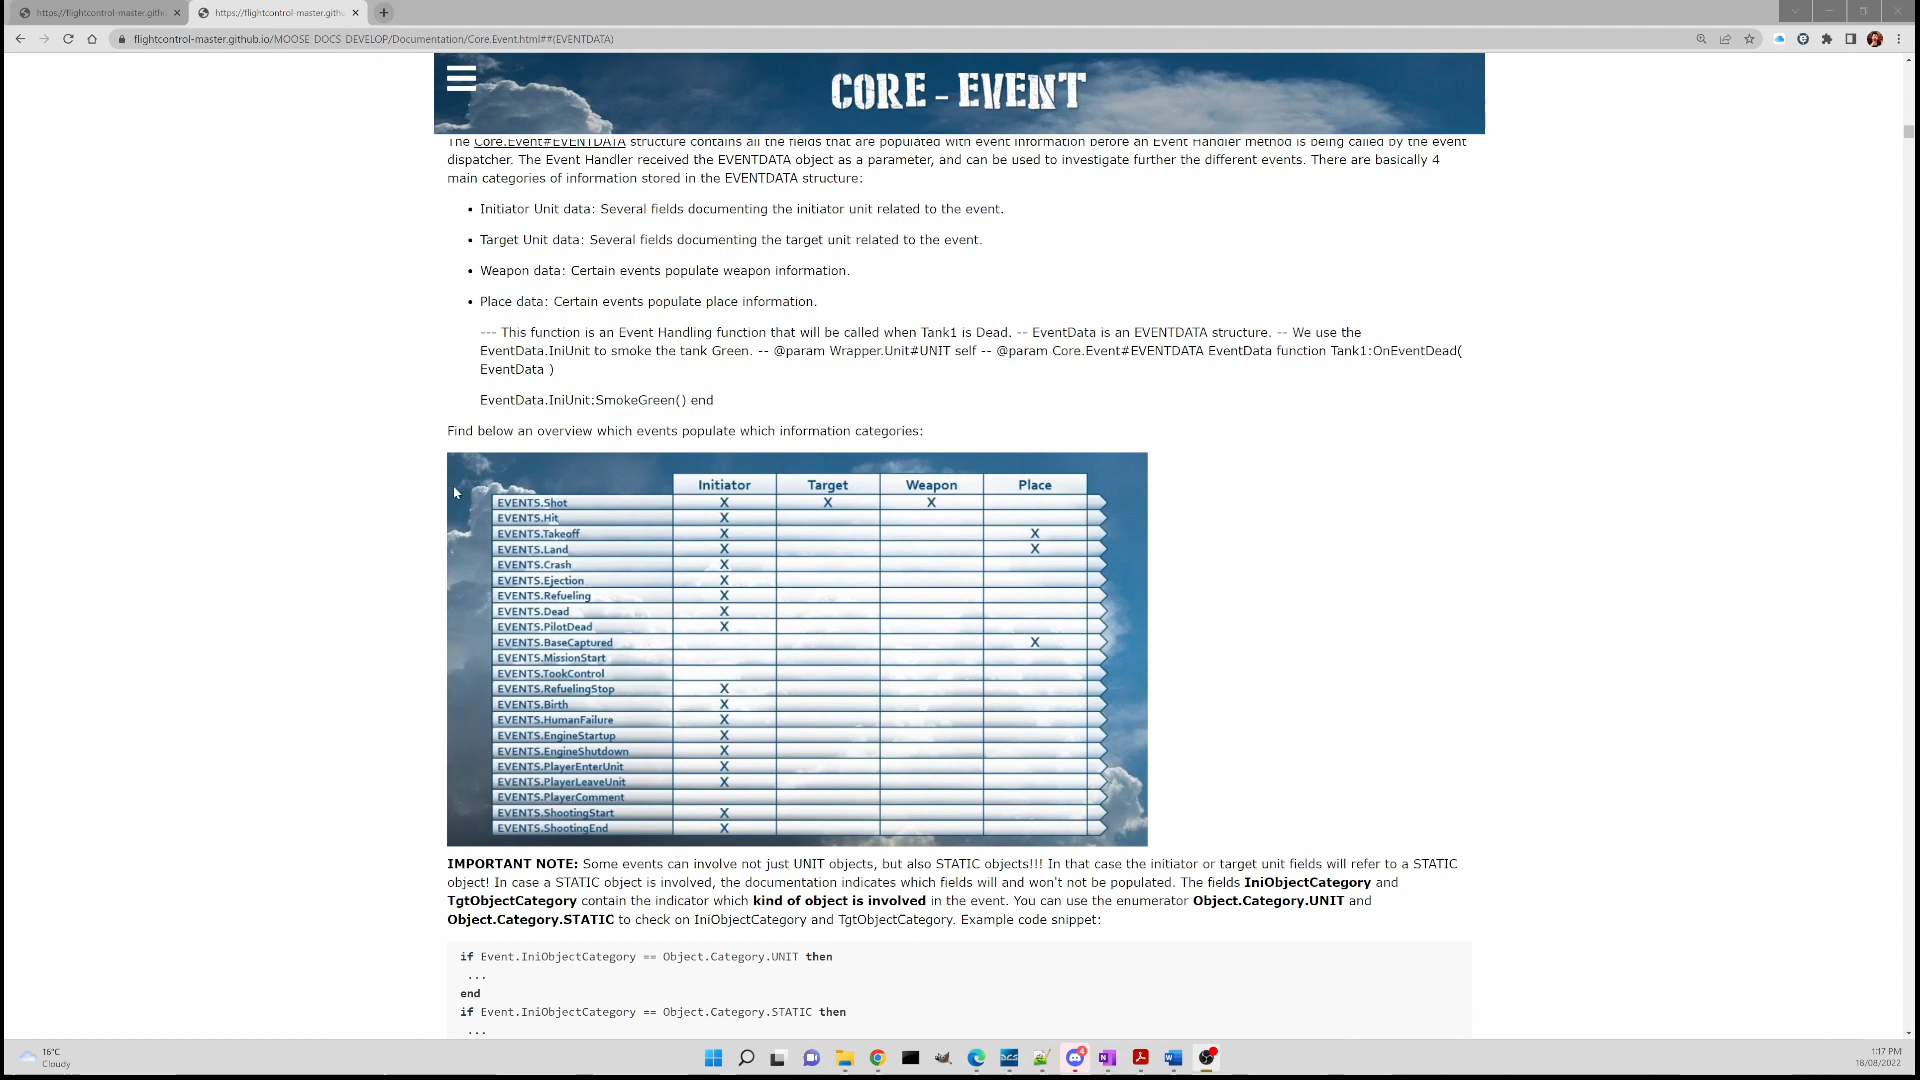 https://flightcontrol-master.githu
https://flightcontrol-master.githu
flightcontrol-master.github.io/MOOSE_DOCS_DEVELOP/Documentation/Core.Event.html##(EVENTDATA)
CORE - EVENT
The Core.Event#EVENTDATA structure contains all the fields that are populated with event information before an Event Handler method is being called by the event
dispatcher. The Event Handler received the EVENTDATA object as a parameter, and can be used to investigate further the different events. There are basically 4
main categories of information stored in the EVENTDATA structure:
• Initiator Unit data: Several fields documenting the initiator unit related to the event.
• Target Unit data: Several fields documenting the target unit related to the event.
• Weapon data: Certain events populate weapon information.
• Place data: Certain events populate place information.
--- This function is an Event Handling function that will be called when Tank1 is Dead. -- EventData is an EVENTDATA structure. -- We use the
EventData.IniUnit to smoke the tank Green. -- @param Wrapper.Unit#UNIT self -- @param Core.Event#EVENTDATA EventData function Tank1:OnEventDead(
EventData )
EventData.IniUnit:SmokeGreen() end
Find below an overview which events populate which information categories:
Initiator Target Weapon Place
EVENTS.Shot X X X
EVENTS.Hit X
EVENTS.Takeoff X X
EVENTS.Land X X
EVENTS.Crash X
EVENTS.Ejection X
EVENTS.Refueling X
EVENTS.Dead X
EVENTS.PilotDead X
EVENTS.BaseCaptured X
EVENTS.MissionStart
EVENTS.TookControl
EVENTS.RefuelingStop X
EVENTS.Birth X
EVENTS.HumanFailure X
EVENTS.EngineStartup X
EVENTS.EngineShutdown X
EVENTS.PlayerEnterUnit X
EVENTS.PlayerLeaveUnit X
EVENTS.PlayerComment
EVENTS.ShootingStart X
EVENTS.ShootingEnd X
IMPORTANT NOTE: Some events can involve not just UNIT objects, but also STATIC objects!!! In that case the initiator or target unit fields will refer to a STATIC
object! In case a STATIC object is involved, the documentation indicates which fields will and won't not be populated. The fields IniObjectCategory and
TgtObjectCategory contain the indicator which kind of object is involved in the event. You can use the enumerator Object.Category.UNIT and
Object.Category.STATIC to check on IniObjectCategory and TgtObjectCategory. Example code snippet:
if Event.IniObjectCategory == Object.Category.UNIT then
...
end
if Event.IniObjectCategory == Object.Category.STATIC then
...
16°C
Cloudy
DCS
4
1:17 PM
18/08/2022